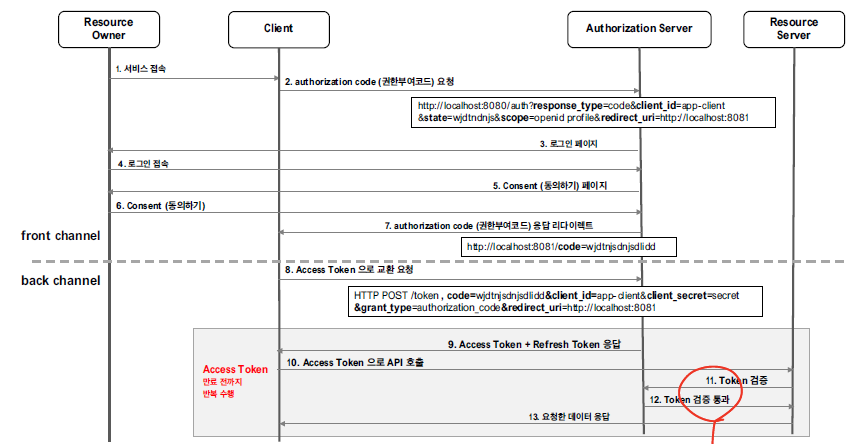 Resource
Owner
Client
Authorization Server
Resource
Server
1. 서비스 접속
2. authorization code (권한부여코드) 요청
http://localhost:8080/auth?response_type=code&client_id=app-client
&state=wjdtndnjs&scope=openid profile&redirect_uri=http://localhost:8081
3. 로그인 페이지
4. 로그인 접속
5. Consent (동의하기) 페이지
6. Consent (동의하기)
7. authorization code (권한부여코드) 응답 리다이렉트
front channel
http://localhost:8081/code=wjdtnjsdnjsdlidd
back channel
8. Access Token 으로 교환 요청
HTTP POST /token , code=wjdtnjsdnjsdlidd&client_id=app-client&client_secret=secret
&grant_type=authorization_code&redirect_uri=http://localhost:8081
9. Access Token + Refresh Token 응답
Access Token
만료 전까지
반복 수행
10. Access Token 으로 API 호출
11. Token 검증
12. Token 검증 통과
13. 요청한 데이터 응답